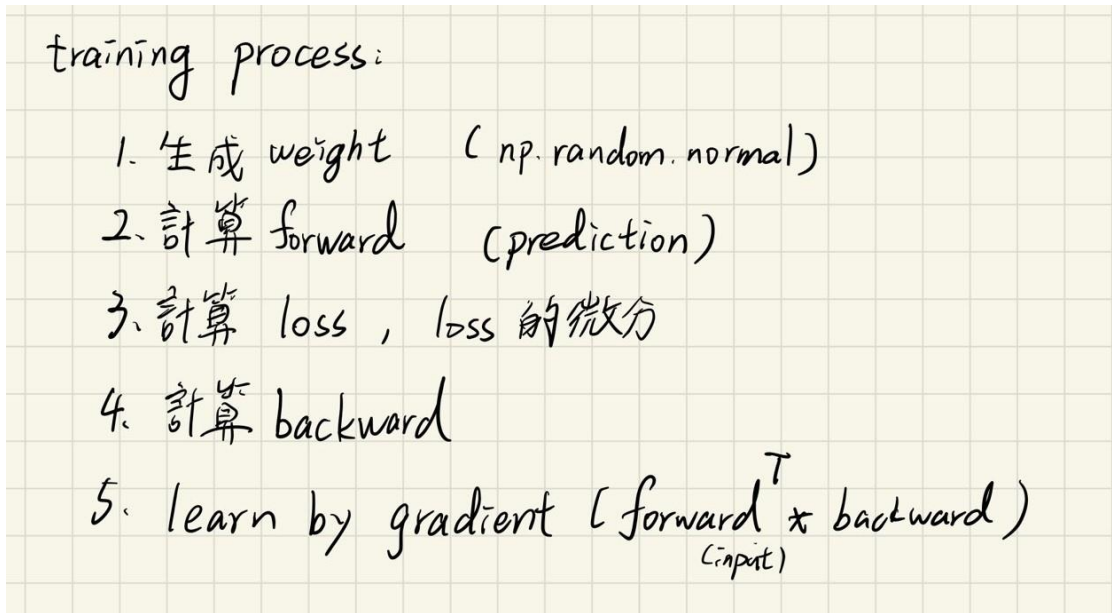 training process:
1. 生成 weight (np.random.normal)
2、計算 forward (prediction)
3、計算 loss , loss 的微分
4、計算 backward
5. learn by gradient (forward^T * backward)
(input)